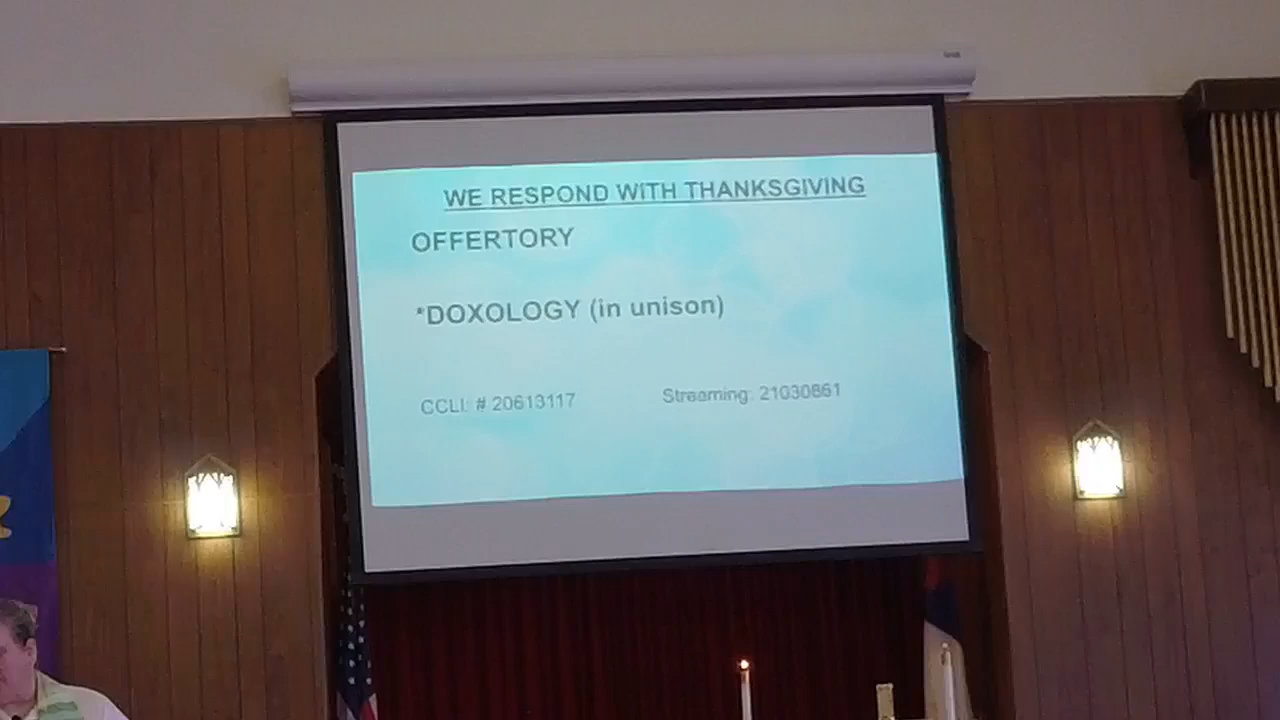 WE RESPOND WITH THANKSGIVING
OFFERTORY
*DOXOLOGY (in unison)
CCLI: # 20613117 Streaming: 21030861